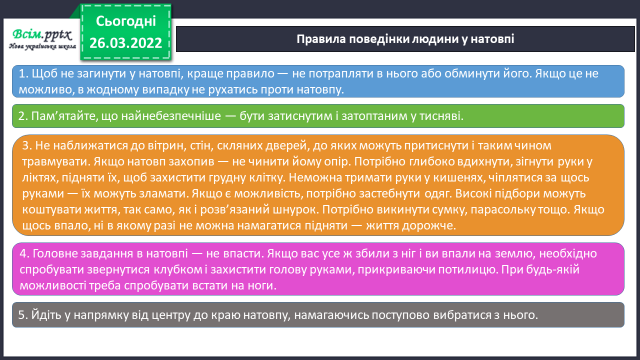 Всім.pptx
Нова українська школа
Сьогодні
26.03.2022
Правила поведінки людини у натовпі
1. Щоб не загинути у натовпі, краще правило — не потрапляти в нього або обминути його. Якщо це не
можливо, в жодному випадку не рухатись проти натовпу.
2. Пам’ятайте, що найнебезпечніше — бути затиснутим і затоптаним у тисняві.
3. Не наближатися до вітрин, стін, скляних дверей, до яких можуть притиснути і таким чином
травмувати. Якщо натовп захопив — не чинити йому опір. Потрібно глибоко вдихнути, зігнути руки у
ліктях, підняти їх, щоб захистити грудну клітку. Неможна тримати руки у кишенях, чіплятися за щось
руками — їх можуть зламати. Якщо є можливість, потрібно застебнути одяг. Високі підбори можуть
коштувати життя, так само, як і розв’язаний шнурок. Потрібно викинути сумку, парасольку тощо. Якщо
щось впало, ні в якому разі не можна намагатися підняти — життя дорожче.
4. Головне завдання в натовпі — не впасти. Якщо вас усе ж збили з ніг і ви впали на землю, необхідно
спробувати звернутися клубком і захистити голову руками, прикриваючи потилицю. При будь-якій
можливості треба спробувати встати на ноги.
5. Йдіть у напрямку від центру до краю натовпу, намагаючись поступово вибратися з нього.